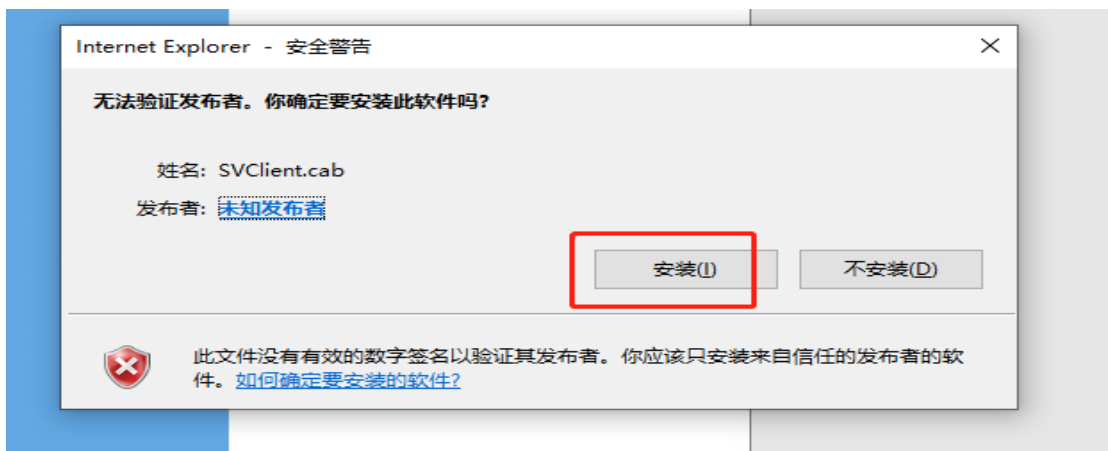 Internet Explorer - 安全警告
无法验证发布者。你确定要安装此软件吗?
姓名: SVClient.cab
发布者: 未知发布者
安装(I) 不安装(D)
此文件没有有效的数字签名以验证其发布者。你应该只安装来自信任的发布者的软
件。如何确定要安装的软件?